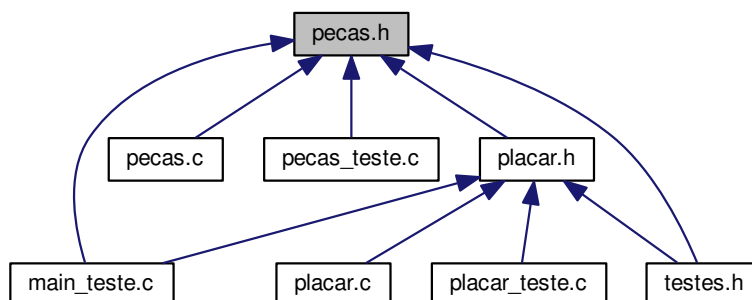 pecas.h
pecas.c
pecas_teste.c
placar.h
main_teste.c
placar.c
placar_teste.c
testes.h